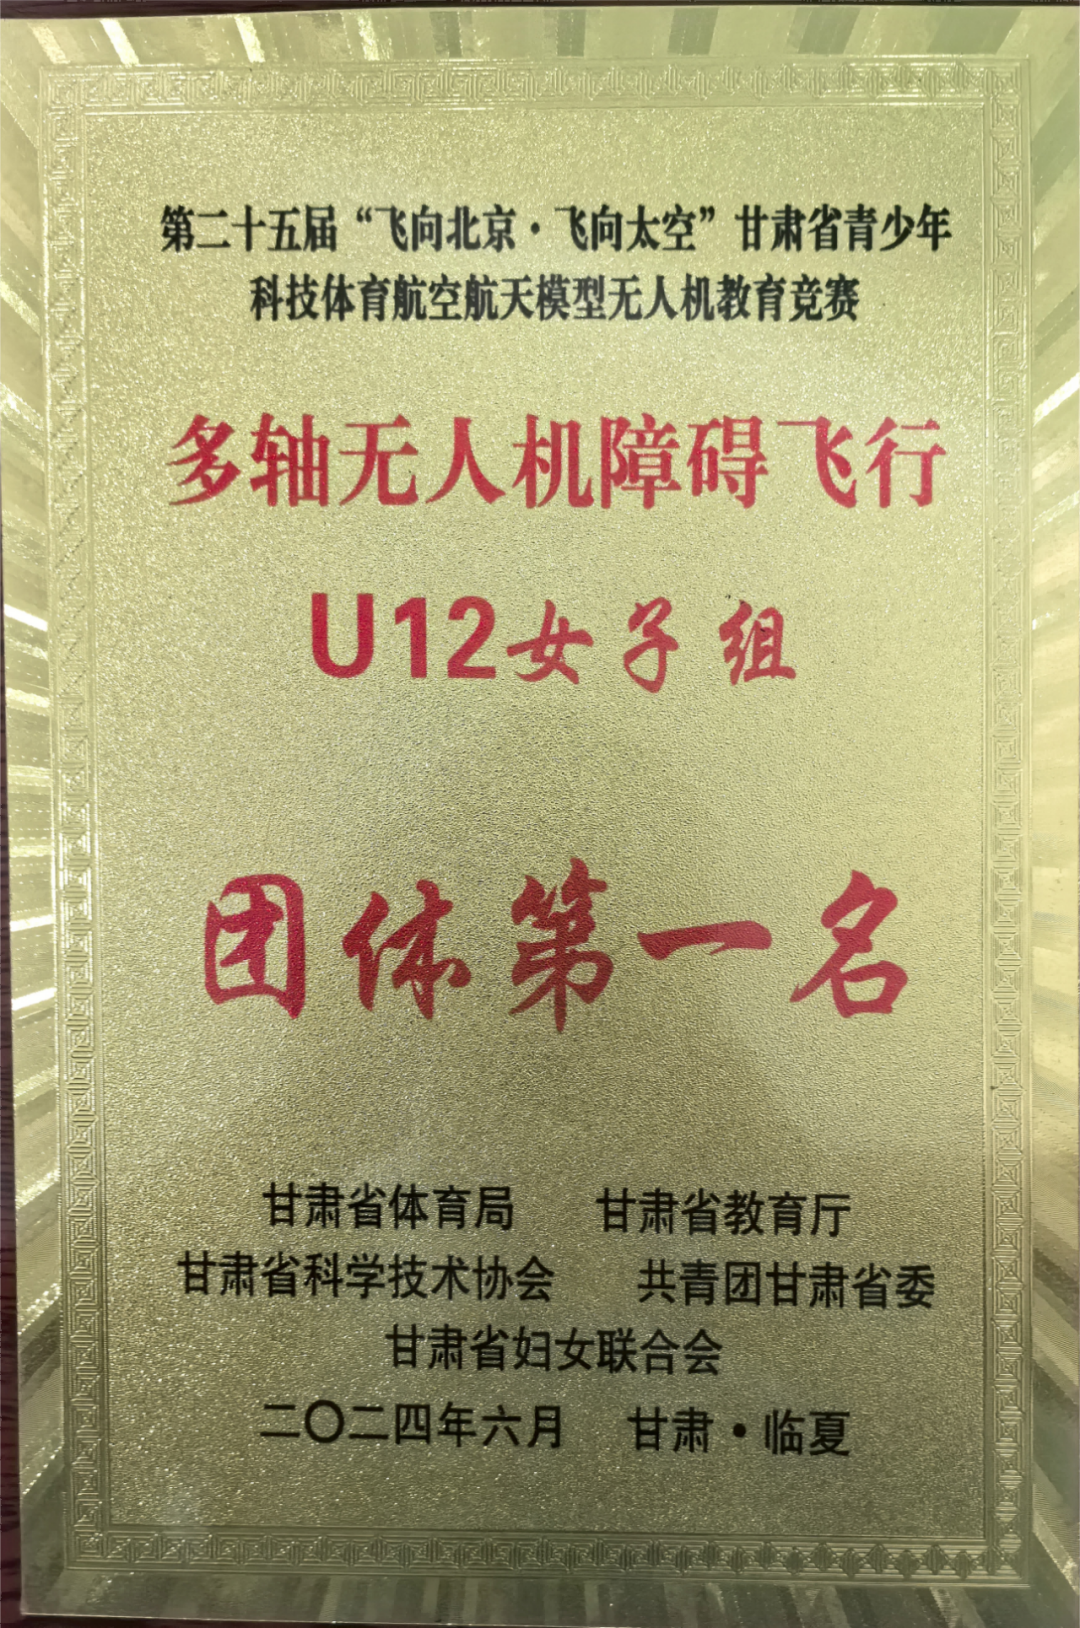 第二十五届“飞向北京·飞向太空”甘肃省青少年
科技体育航空航天模型无人机教育竞赛
多轴无人机障碍飞行
U12女子组
团体第一名
甘肃省体育局 甘肃省教育厅
甘肃省科学技术协会 共青团甘肃省委
甘肃省妇女联合会
二〇二四年六月 甘肃·临夏